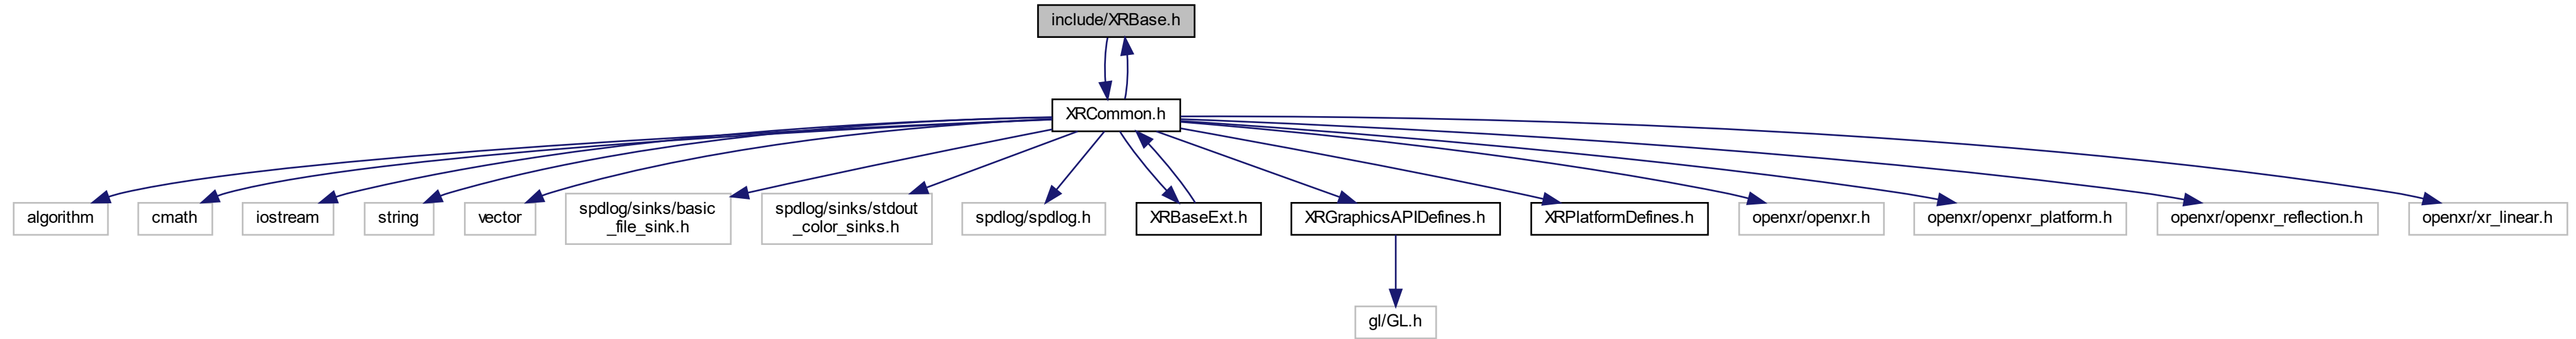 include/XRBase.h
XRCommon.h
algorithm
cmath
iostream
string
vector
spdlog/sinks/basic
_file_sink.h
spdlog/sinks/stdout
_color_sinks.h
spdlog/spdlog.h
XRBaseExt.h
XRGraphicsAPIDefines.h
XRPlatformDefines.h
openxr/openxr.h
openxr/openxr_platform.h
openxr/openxr_reflection.h
openxr/xr_linear.h
gl/GL.h